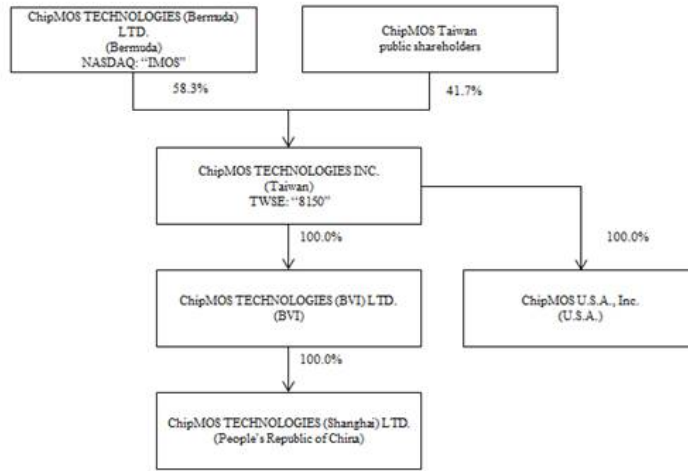 ChipMOS TECHNOLOGIES (Bermuda)
LTD.
(Bermuda)
NASDAQ: “IMOS”
ChipMOS Taiwan
public shareholders
58.3%
41.7%
ChipMOS TECHNOLOGIES INC.
(Taiwan)
TWSE: “8150”
100.0%
100.0%
ChipMOS TECHNOLOGIES (BVI) LTD.
(BVI)
ChipMOS U.S.A., Inc.
(U.S.A.)
100.0%
ChipMOS TECHNOLOGIES (Shanghai) LTD.
(People’s Republic of China)